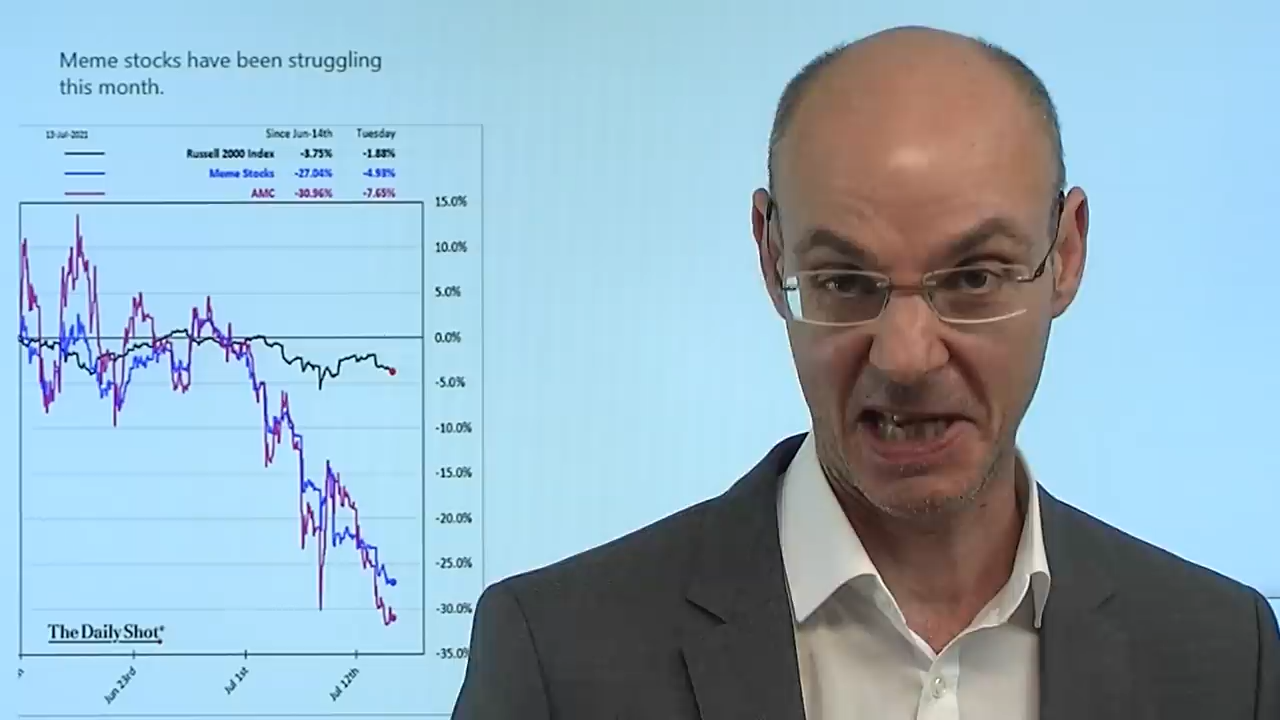 Meme stocks have been struggling
this month.
13-Jul-2021 Since Jun-14th Tuesday
Russell 2000 Index -3.75% -1.88%
Meme Stocks -27.04% -4.93%
AMC -30.96% -7.65%
15.0%
10.0%
5.0%
0.0%
-5.0%
-10.0%
-15.0%
-20.0%
-25.0%
-30.0%
-35.0%
The Daily Shot
Jun 23rd Jul 1st Jul 12th